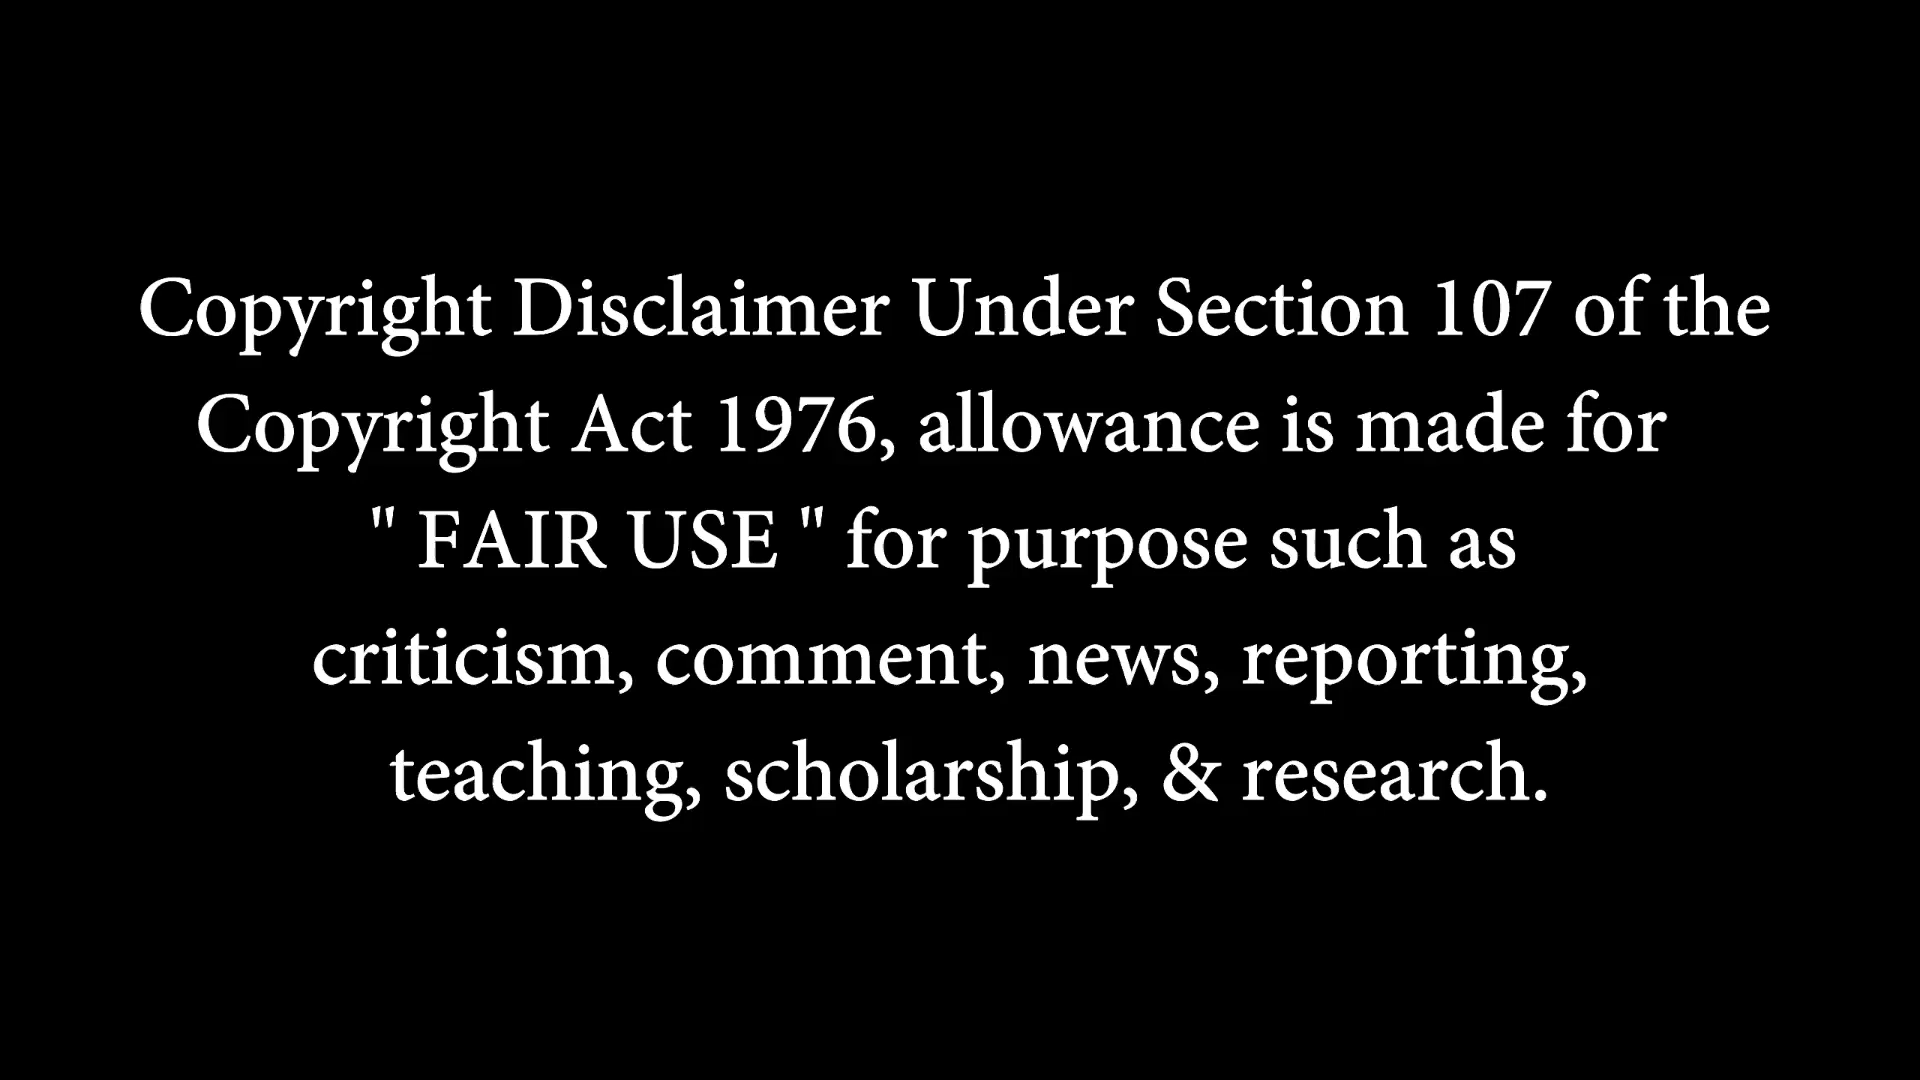 Copyright Disclaimer Under Section 107 of the
Copyright Act 1976, allowance is made for
" FAIR USE " for purpose such as
criticism, comment, news, reporting,
teaching, scholarship, & research.